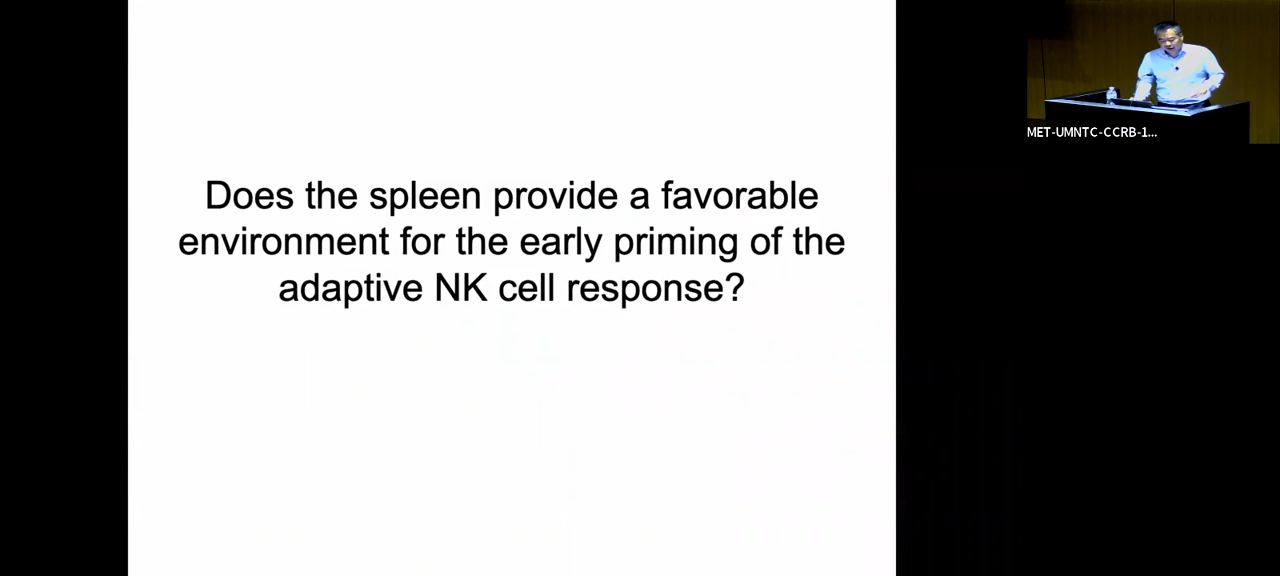 Does the spleen provide a favorable
environment for the early priming of the
adaptive NK cell response?
MET-UMNTC-CCRB-1...